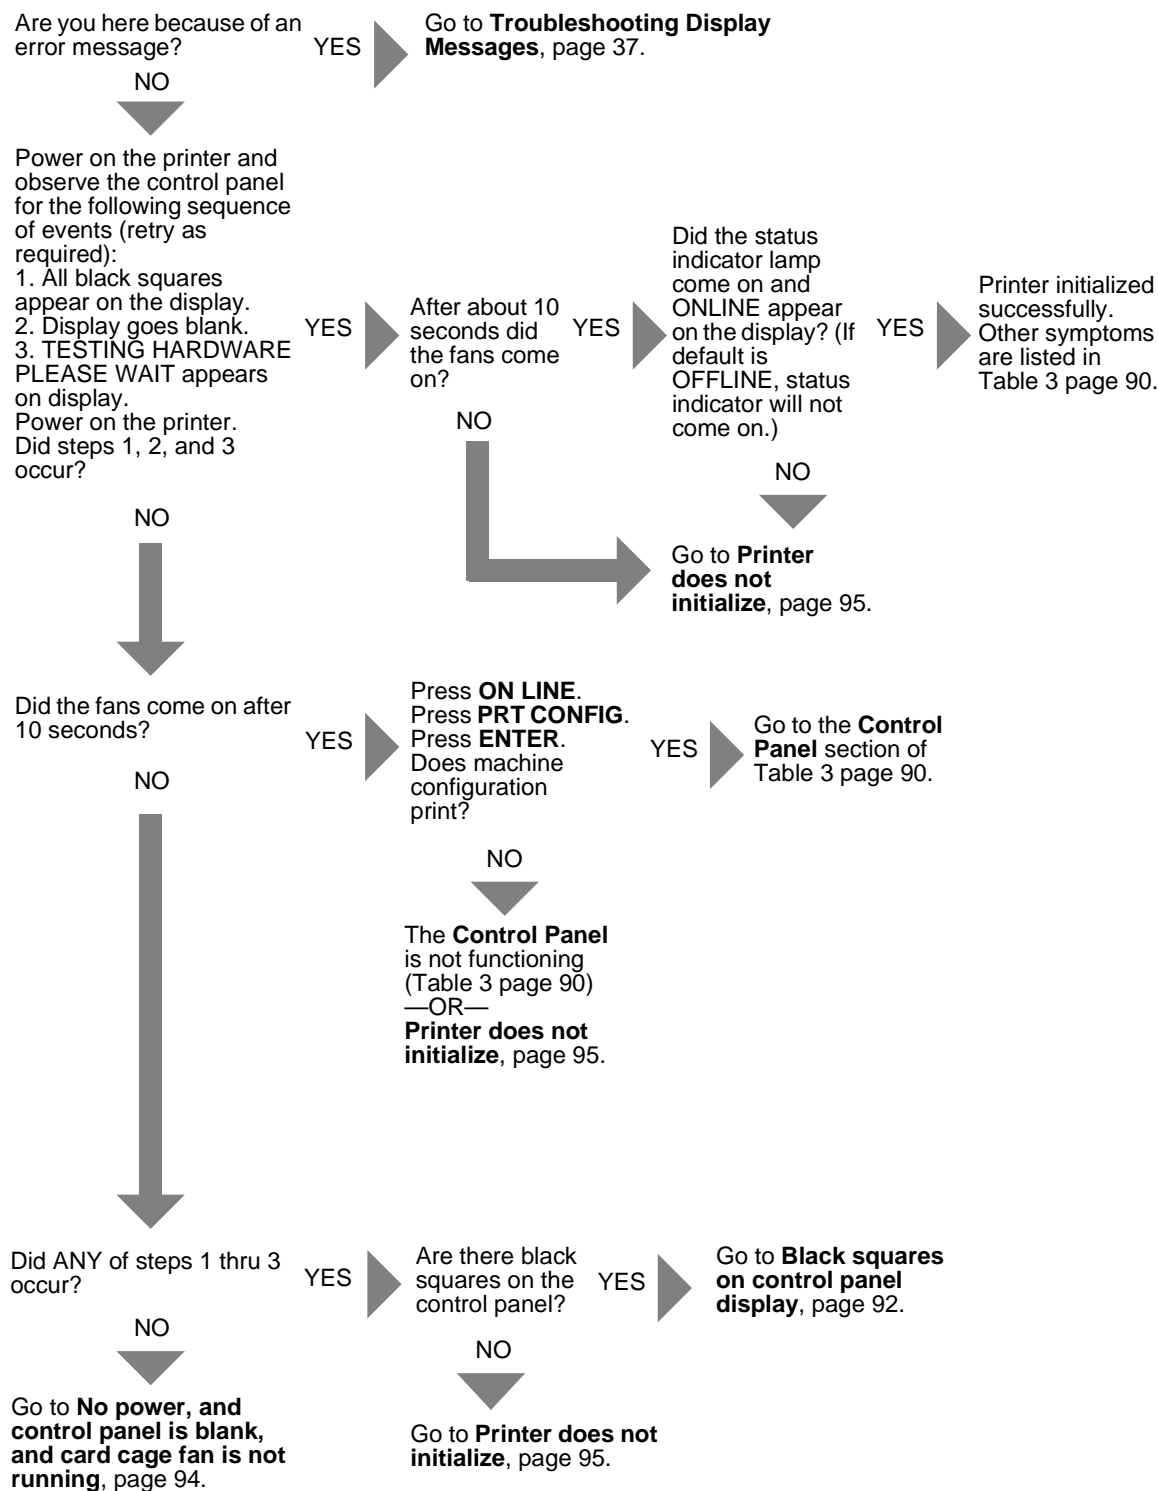 Are you here because of an
error message?
YES
Go to Troubleshooting Display
Messages, page 37.
NO
Power on the printer and
observe the control panel
for the following sequence
of events (retry as
required):
1. All black squares
appear on the display.
2. Display goes blank.
3. TESTING HARDWARE
PLEASE WAIT appears
on display.
Power on the printer.
Did steps 1, 2, and 3
occur?
YES
After about 10
seconds did
the fans come
on?
YES
Did the status
indicator lamp
come on and
ONLINE appear
on the display? (If
default is
OFFLINE, status
indicator will not
come on.)
YES
Printer initialized
successfully.
Other symptoms
are listed in
Table 3 page 90.
NO
NO
NO
Go to Printer
does not
initialize, page 95.
Did the fans come on after
10 seconds?
YES
Press ON LINE.
Press PRT CONFIG.
Press ENTER.
Does machine
configuration
print?
YES
Go to the Control
Panel section of
Table 3 page 90.
NO
NO
The Control Panel
is not functioning
(Table 3 page 90)
—OR—
Printer does not
initialize, page 95.
Did ANY of steps 1 thru 3
occur?
YES
Are there black
squares on the
control panel?
YES
Go to Black squares
on control panel
display, page 92.
NO
NO
Go to No power, and
control panel is blank,
and card cage fan is not
running, page 94.
Go to Printer does not
initialize, page 95.